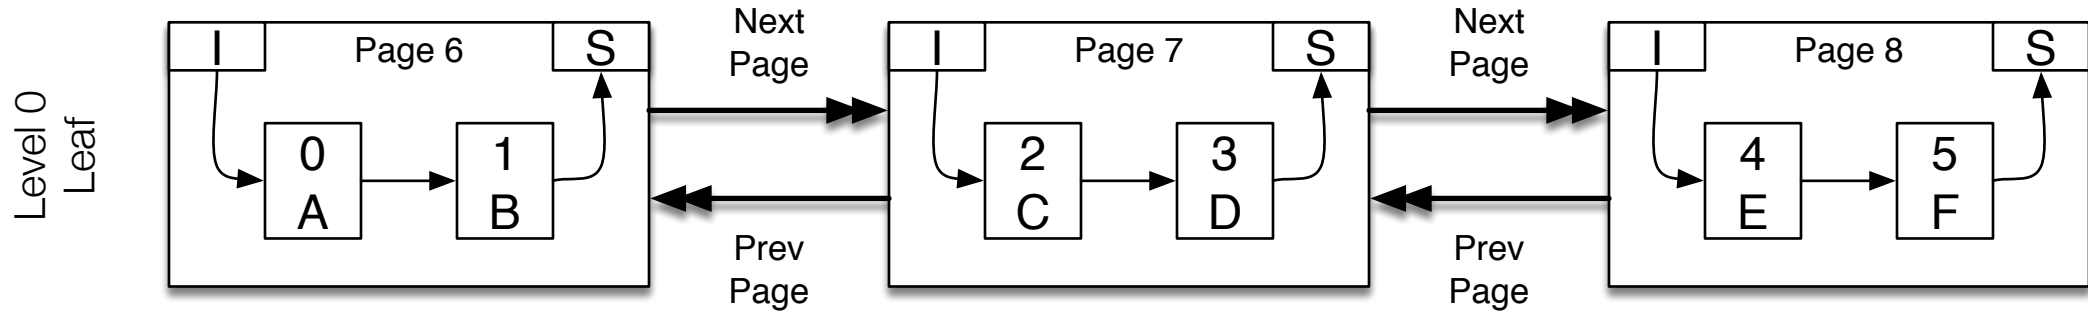 Level 0
Leaf
I Page 6 S
0 1
A B
Next
Page
Prev
Page
I Page 7 S
2 3
C D
Next
Page
Prev
Page
I Page 8 S
4 5
E F